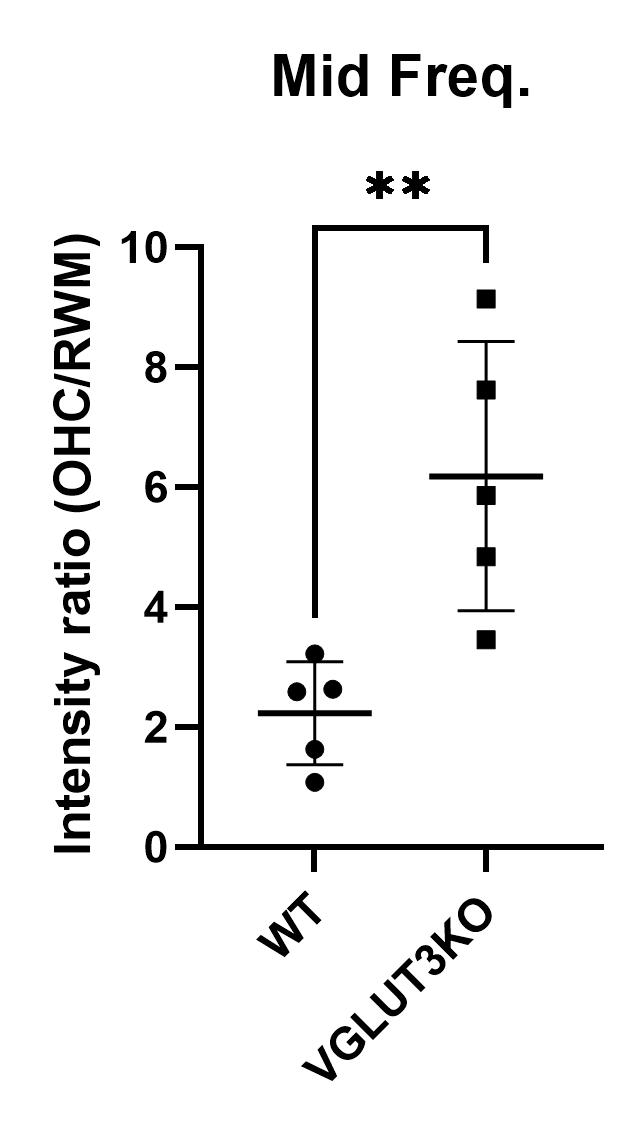 Mid Freq.
**
Intensity ratio (OHC/RWM)
10
8
6
4
2
0
WT
VGLUT3KO